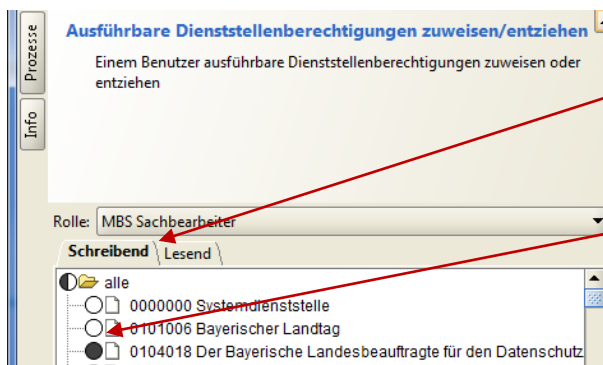 Prozesse
Info
Ausführbare Dienststellenberechtigungen zuweisen/entziehen
Einem Benutzer ausführbare Dienststellenberechtigungen zuweisen oder
entziehen
Rolle: MBS Sachbearbeiter
Schreibend Lesend
alle
0000000 Systemdienststelle
0101006 Bayerischer Landtag
0104018 Der Bayerische Landesbeauftragte für den Datenschutz